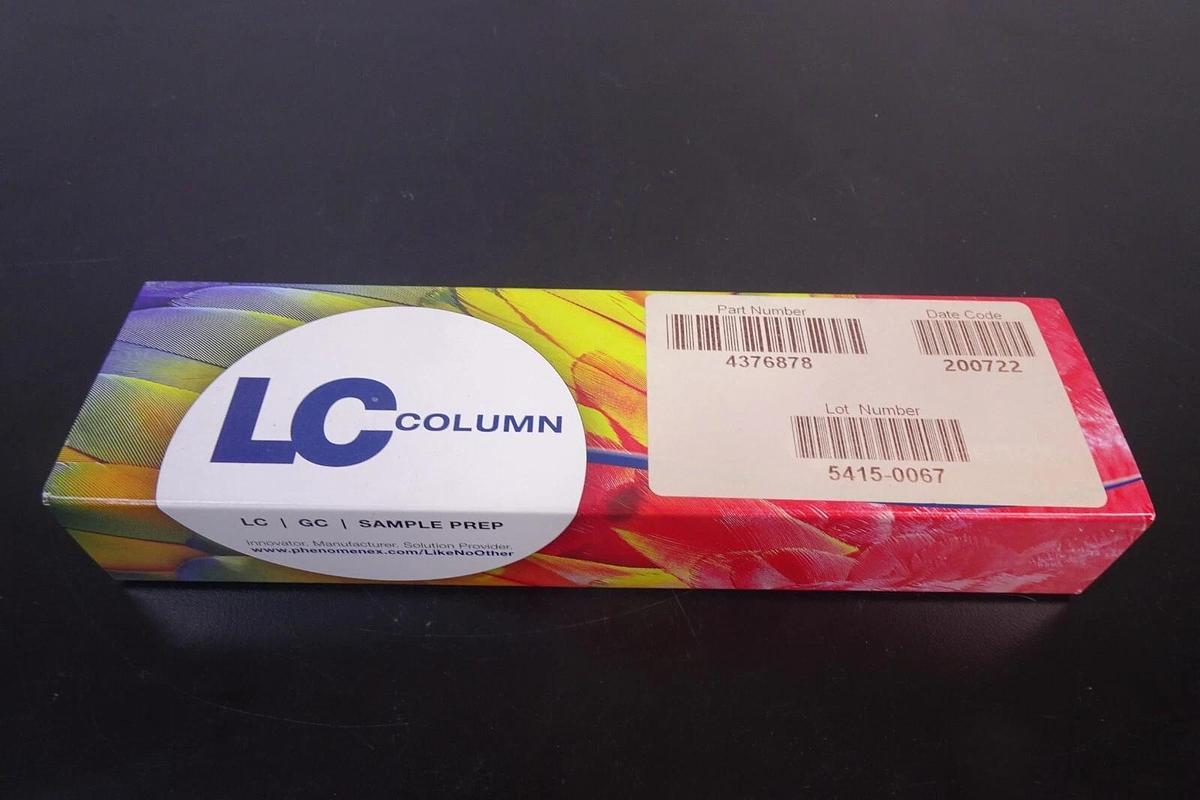 LC COLUMN
LC | GC | SAMPLE PREP
Innovator. Manufacturer. Solution Provider.
www.phenomenex.com/LikeNoOther
Part Number
4376878
Date Code
200722
Lot Number
5415-0067